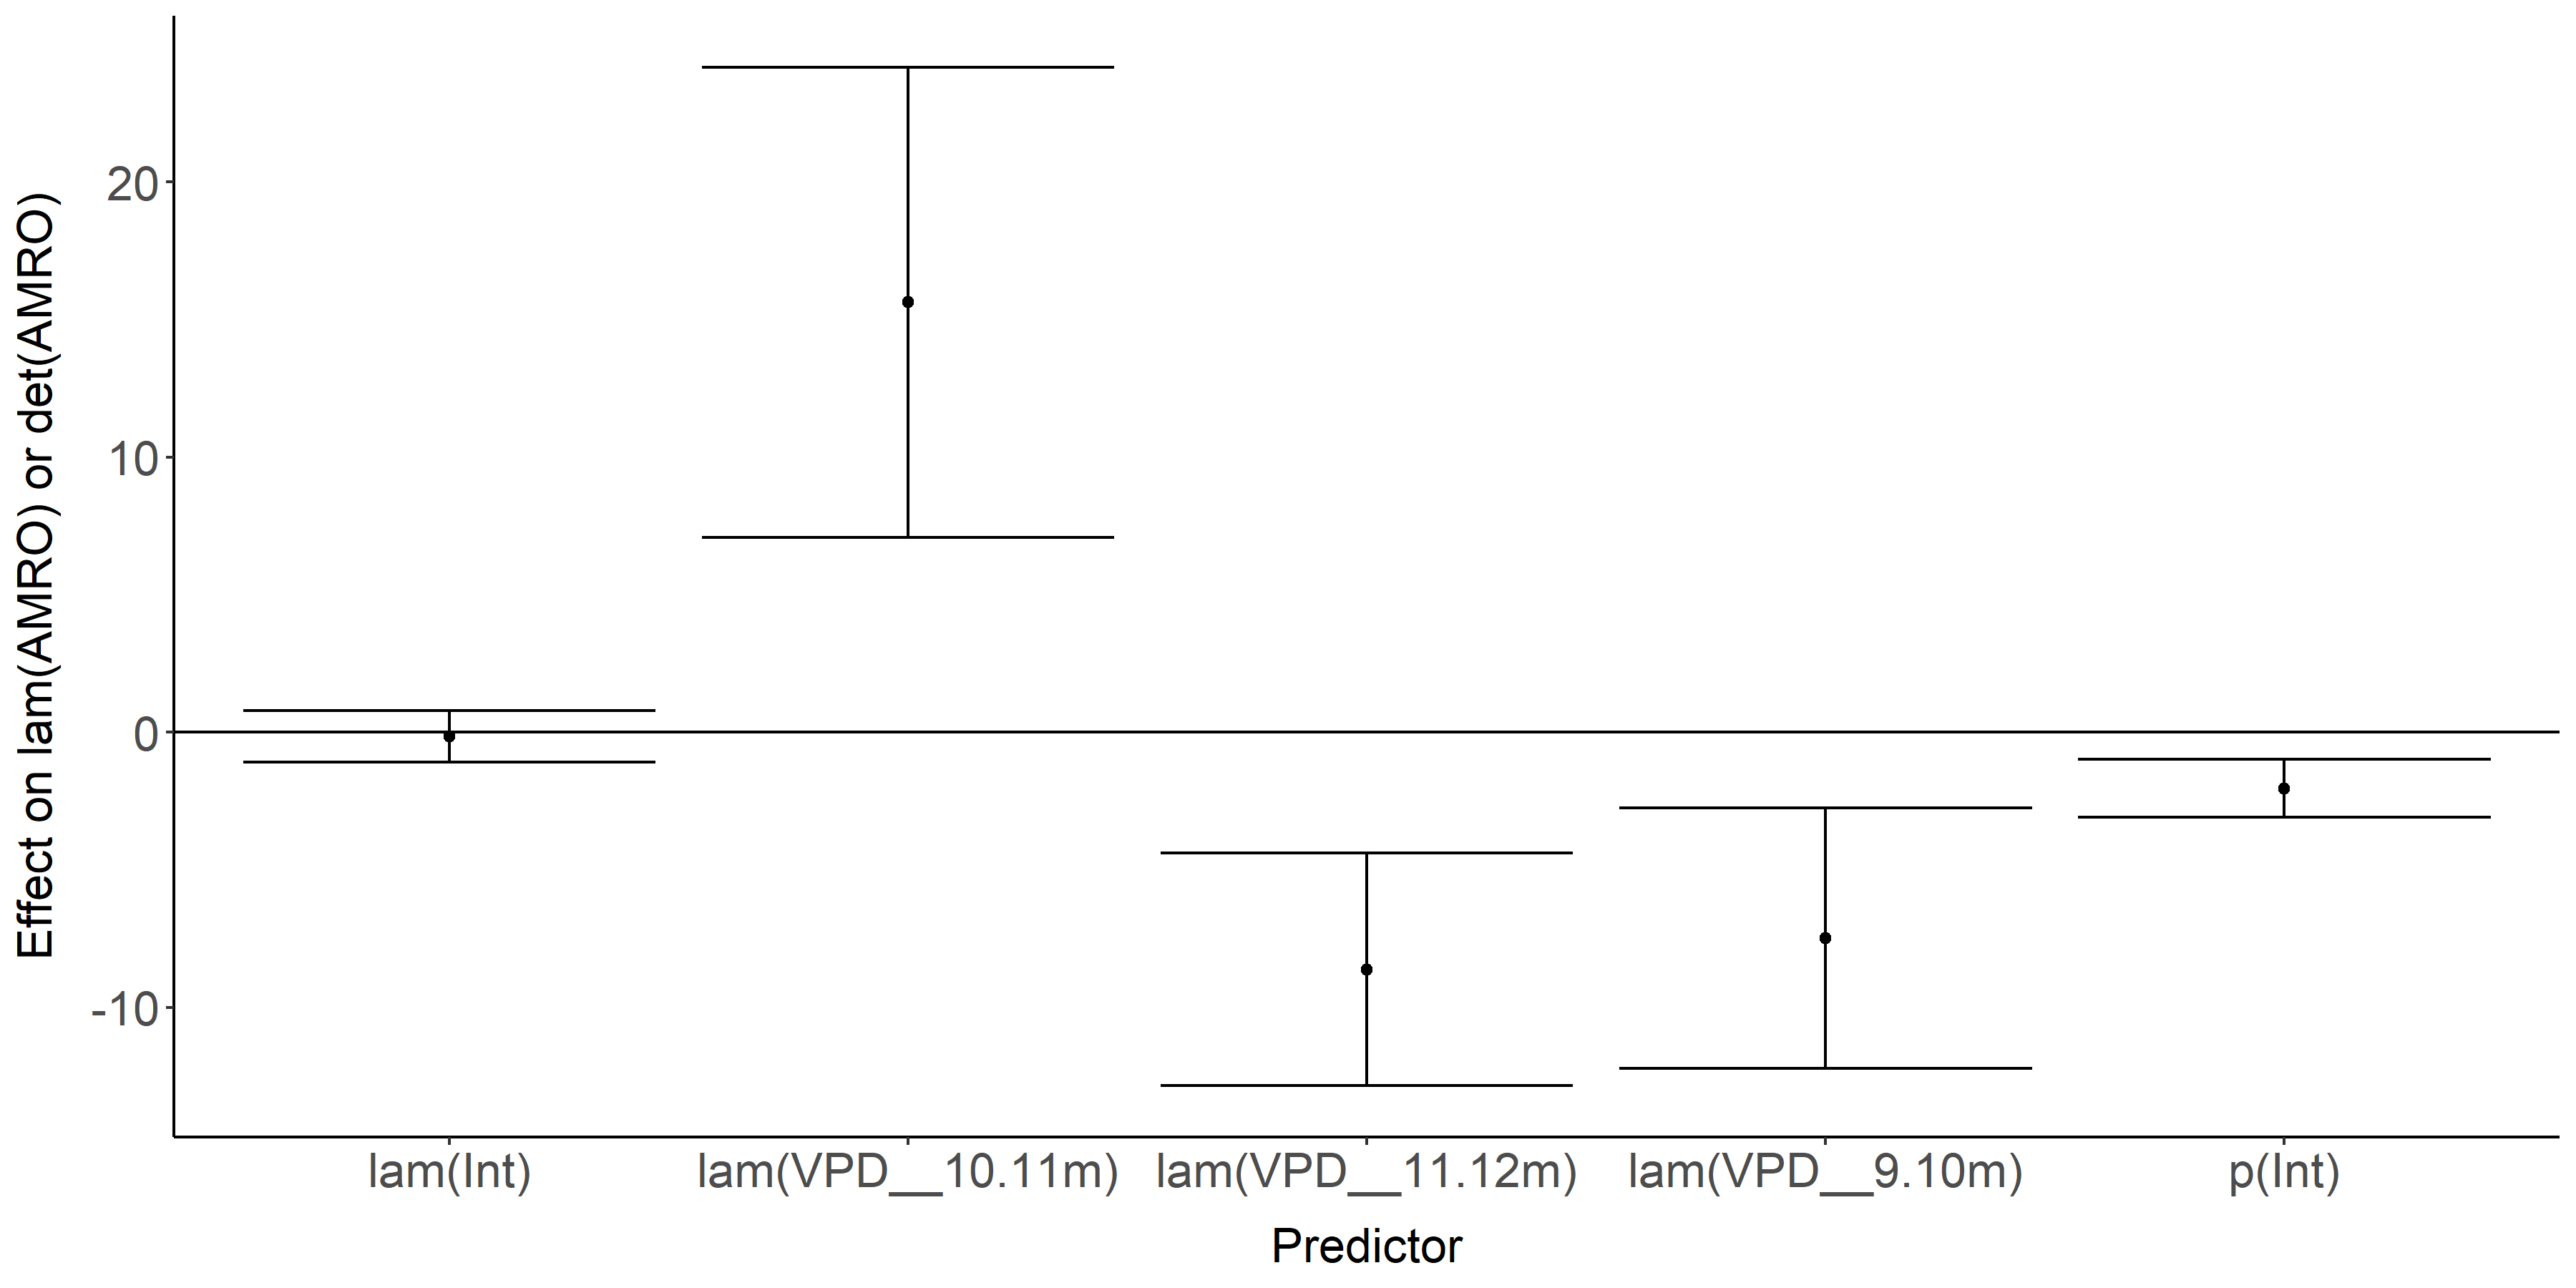 Effect on lam(AMRO) or det(AMRO)
20
10
0
-10
lam(Int)
lam(VPD__10.11m)
lam(VPD__11.12m)
lam(VPD__9.10m)
p(Int)
Predictor